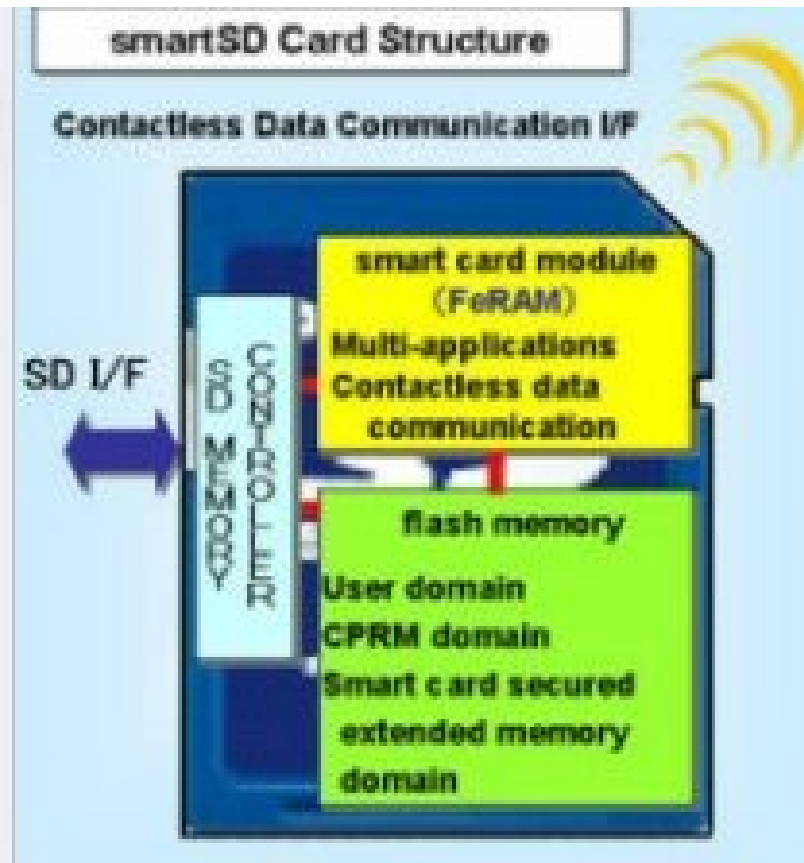 smartSD Card Structure
Contactless Data Communication I/F
smart card module
(FeRAM)
Multi-applications
Contactless data
communication
SD I/F
SD MEMORY
CONTROLLER
flash memory
User domain
CPRM domain
Smart card secured
extended memory
domain